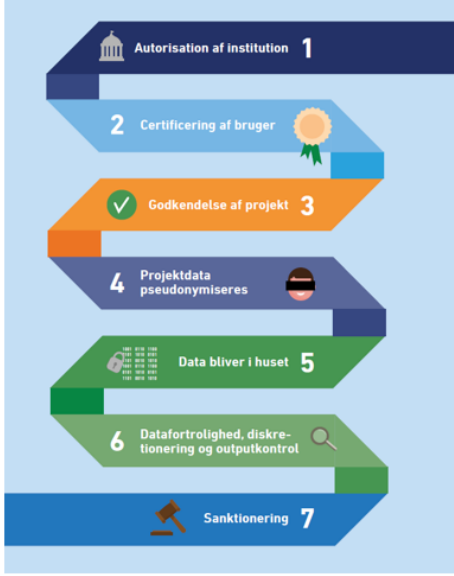 Autorisation af institution 1
2 Certificering af bruger
Godkendelse af projekt 3
4 Projektdata
pseudonymiseres
Data bliver i huset 5
6 Datafortrolighed, diskre-
tionering og outputkontrol
Sanktionering 7